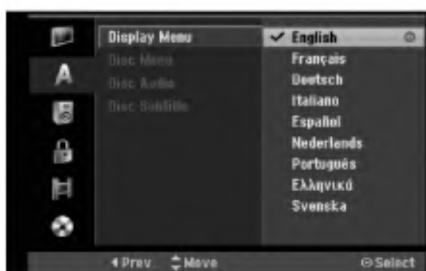 Display Menu
Disc Menu
Disc Audio
Disc Subtitle
✔ English
Français
Deutsch
Italiano
Español
Nederlands
Português
Ελληνικά
Svenska
A
Prev. Move Select